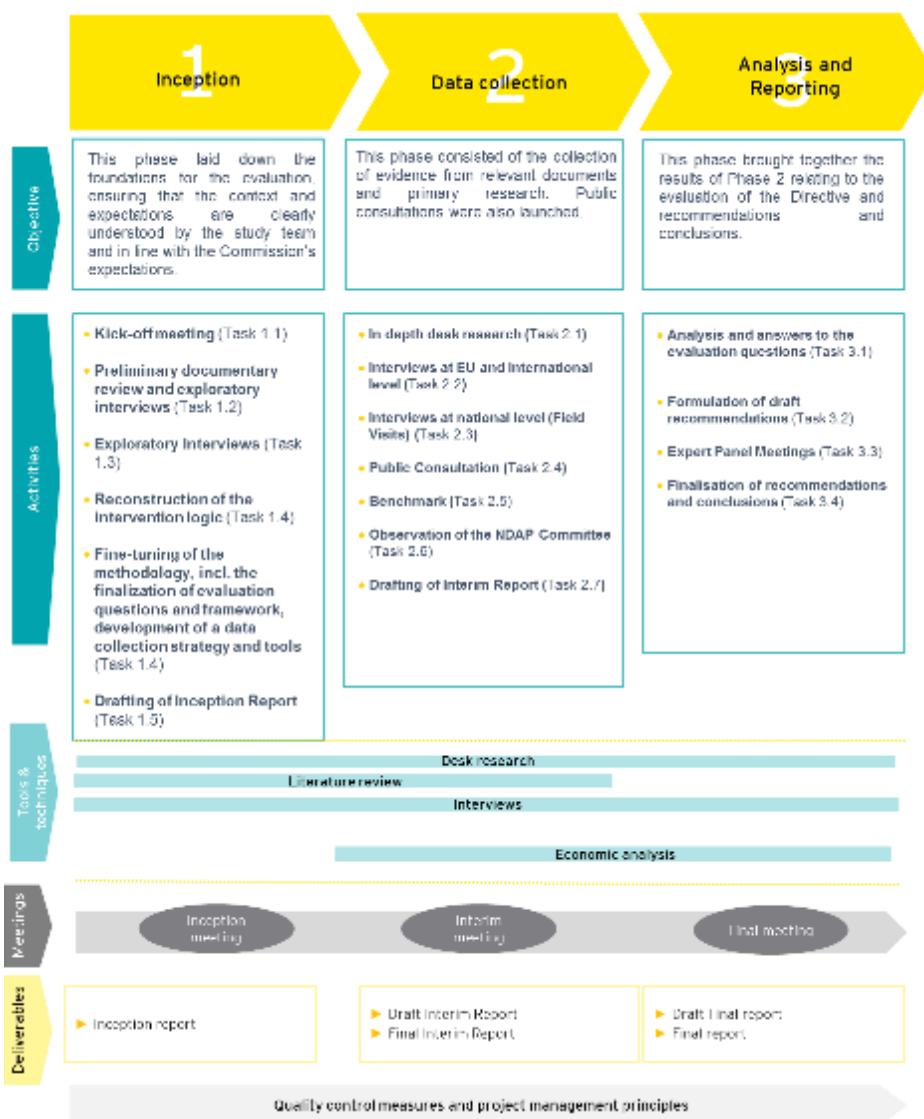 1
Inception
2
Data collection
3
Analysis and
Reporting
Objective
This phase laid down the
foundations for the evaluation,
ensuring that the context and
expectations are clearly
understood by the study team
and in line with the Commission's
expectations.
This phase consisted of the collection
of evidence from relevant documents
and primary research. Public
consultations were also launched.
This phase brought together the
results of Phase 2 relating to the
evaluation of the Directive and
recommendations and
conclusions.
Activities
• Kick-off meeting (Task 1.1)
• Preliminary documentary
review and exploratory
interviews (Task 1.2)
• Exploratory Interviews (Task
1.3)
• Reconstruction of the
intervention logic (Task 1.4)
• Fine-tuning of the
methodology, incl. the
finalization of evaluation
questions and framework,
development of a data
collection strategy and tools
(Task 1.4)
• Drafting of Inception Report
(Task 1.5)
• In depth desk research (Task 2.1)
• Interviews at EU and International
level (Task 2.2)
• Interviews at national level (Field
Visits) (Task 2.3)
• Public Consultation (Task 2.4)
• Benchmark (Task 2.5)
• Observation of the NDAP Committee
(Task 2.6)
• Drafting of Interim Report (Task 2.7)
• Analysis and answers to the
evaluation questions (Task 3.1)
• Formulation of draft
recommendations (Task 3.2)
• Expert Panel Meetings (Task 3.3)
• Finalisation of recommendations
and conclusions (Task 3.4)
Tools &
techniques
Desk research
Literature review
Interviews
Economic analysis
Meetings
Inception
meeting
Interim
meeting
Final meeting
Deliverables
► Inception report
► Draft Interim Report
► Final Interim Report
► Draft Final report
► Final report
Quality control measures and project management principles